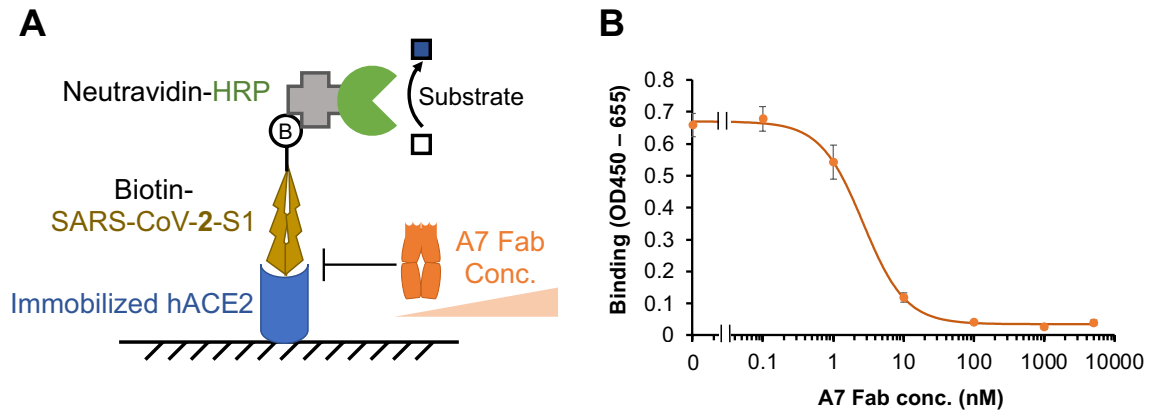 A
Neutravidin-HRP
Substrate
B
Biotin-
SARS-CoV-2-S1
A7 Fab
Conc.
Immobilized hACE2
B
Binding (OD450 – 655)
0.8
0.7
0.6
0.5
0.4
0.3
0.2
0.1
0
0 0.1 1 10 100 1000 10000
A7 Fab conc. (nM)